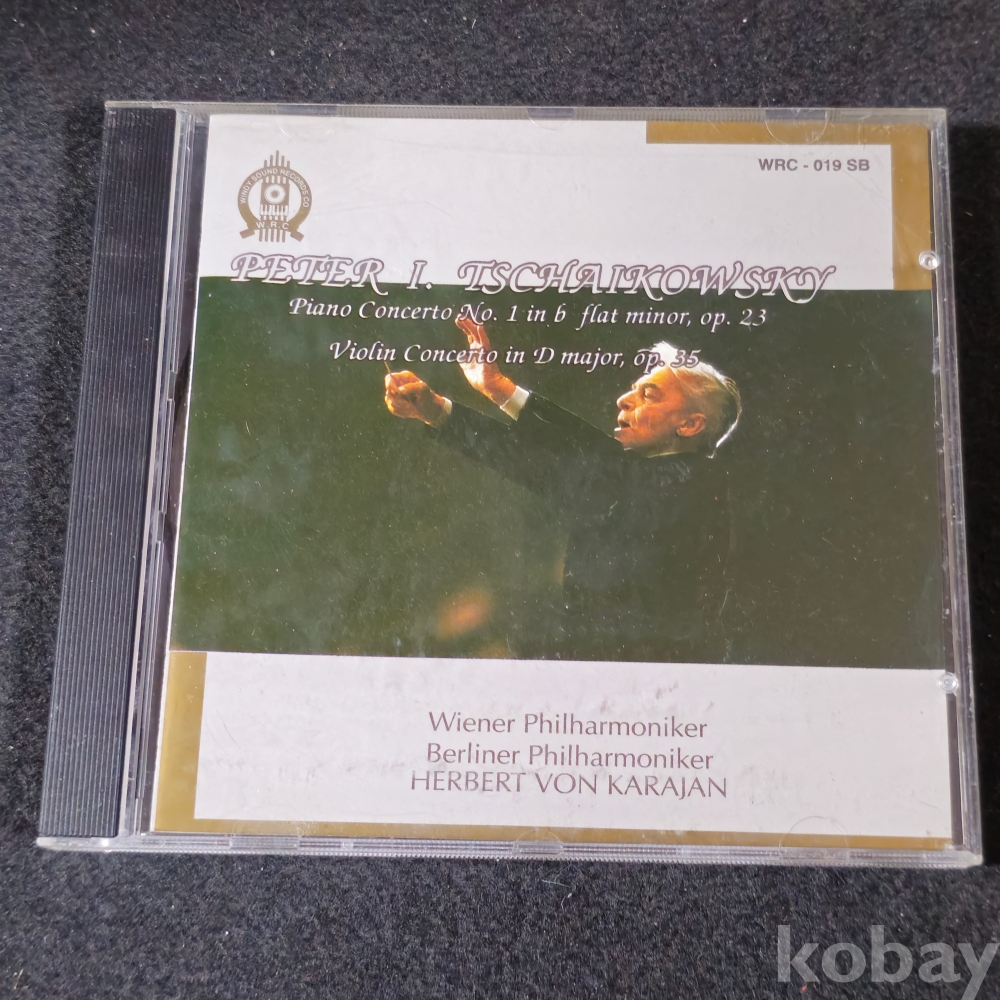 WRC - 019 SB
WINDY SOUND RECORDS CO
W.R.C
PETER I. TSCHAIKOWSKY
Piano Concerto No. 1 in b flat minor, op. 23
Violin Concerto in D major, op. 35
Wiener Philharmoniker
Berliner Philharmoniker
HERBERT VON KARAJAN
kobay